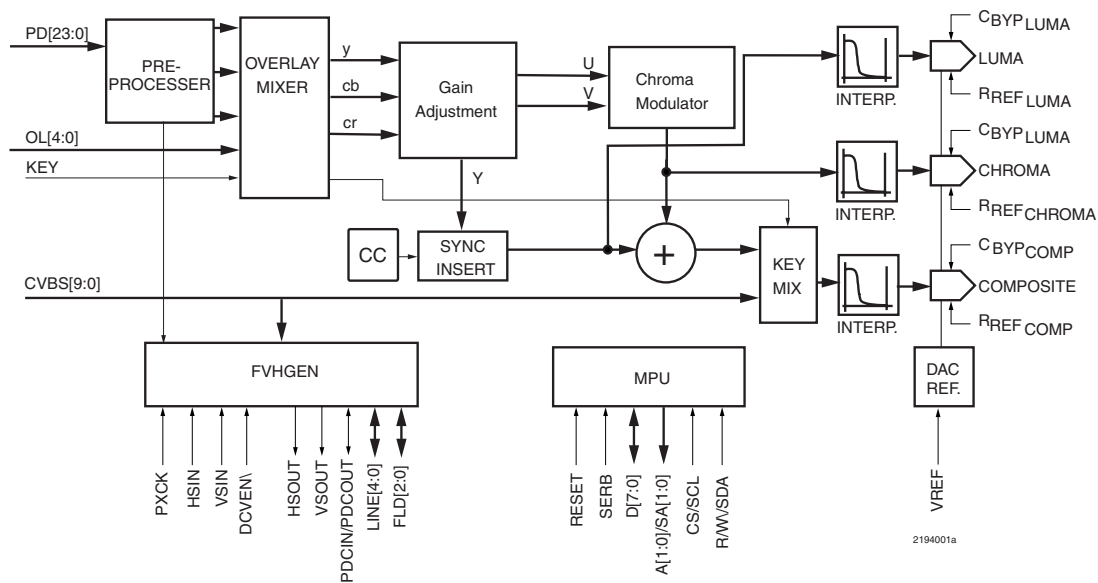 PD[23:0]
PRE-
PROCESSER
OL[4:0]
KEY
OVERLAY
MIXER
y
cb
cr
Gain
Adjustment
U
V
Chroma
Modulator
Y
CC
SYNC
INSERT
+
KEY
MIX
CVBS[9:0]
INTERP.
INTERP.
INTERP.
CBYPLUMA
LUMA
RREFLUMA
CBYPLUMA
CHROMA
RREFCHROMA
CBYPCOMP
COMPOSITE
RREFCOMP
FVHGEN
MPU
DAC
REF.
PXCK
HSIN
VSIN
DCVEN\
HSOUT
VSOUT
PDCIN/PDCOUT
LINE[4:0]
FLD[2:0]
RESET
SERB
D[7:0]
A[1:0]/SA[1:0]
CS/SCL
R/W\/SDA
VREF
2194001a